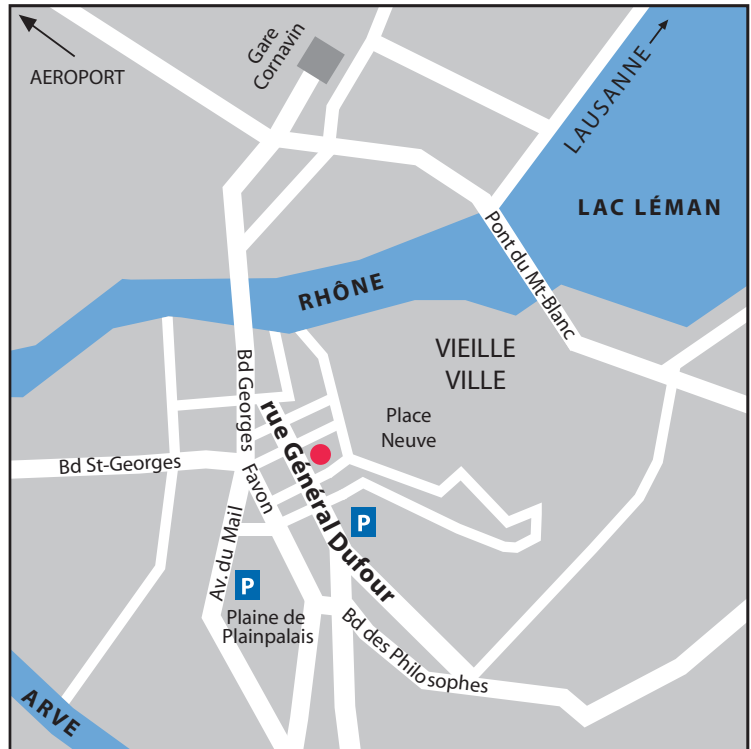 Gare
Cornavin
AEROPORT
LAUSANNE
LAC LÉMAN
Pont du Mt-Blanc
RHÔNE
VIEILLE
VILLE
Bd Georges
Favon
rue Général Dufour
Place
Neuve
Bd St-Georges
P
Av. du Mail
P
Plaine de
Plainpalais
Bd des Philosophes
ARVE